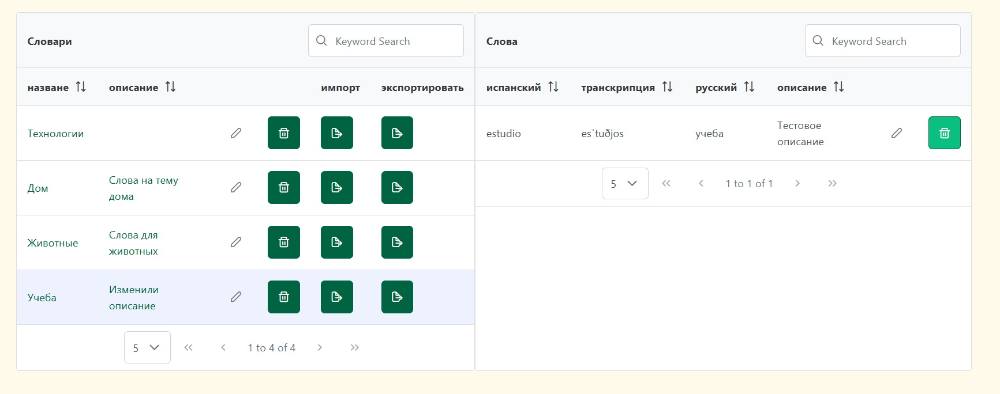 Словари
Keyword Search
назване
описание
импорт
экспортировать
Технологии
Дом
Слова на тему
дома
Животные
Слова для
животных
Учеба
Изменили
описание
5
1 to 4 of 4
Слова
Keyword Search
испанский
транскрипция
русский
описание
estudio
esˈtuðjos
учеба
Тестовое
описание
5
1 to 1 of 1